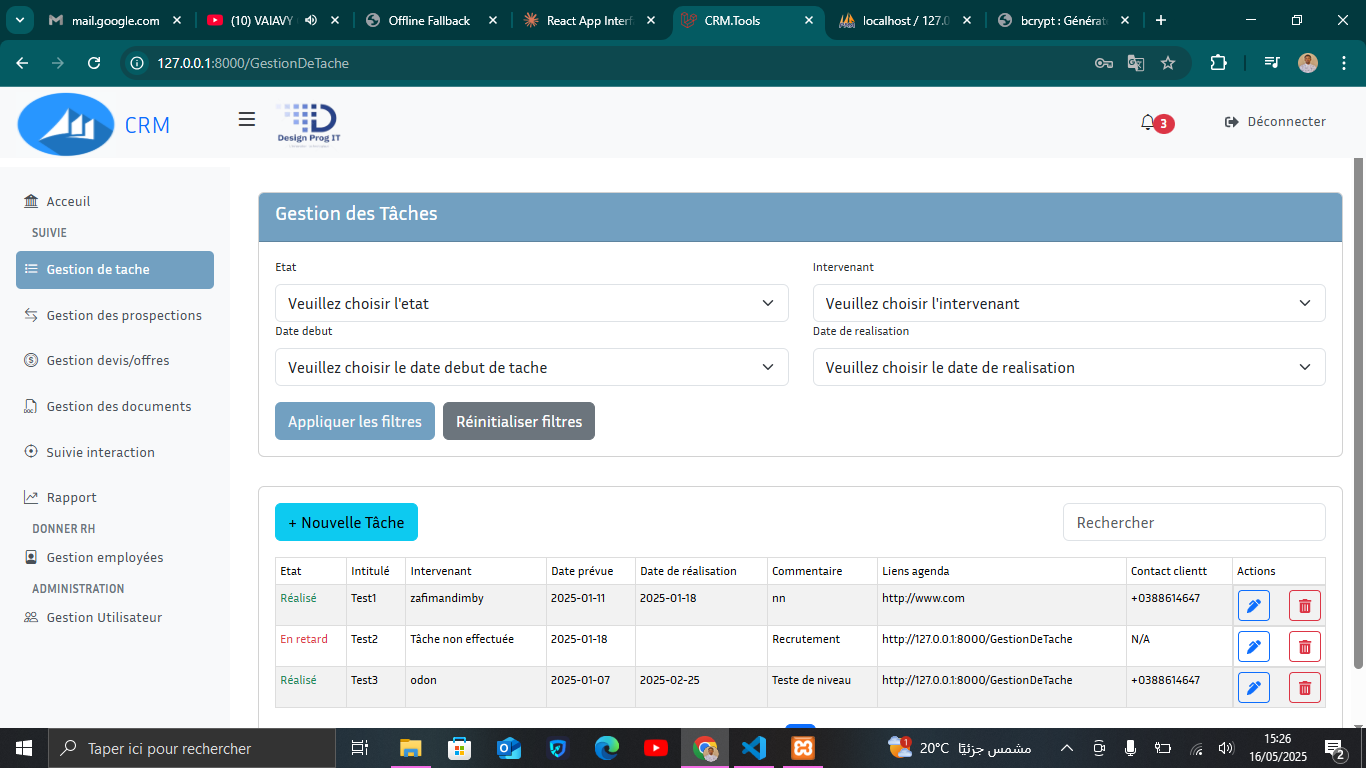 mail.google.com
(10) VAIAVY
Offline Fallback
React App Interf
CRM.Tools
localhost / 127.0
bcrypt : Générat
127.0.0.1:8000/GestionDeTache
CRM
Design Prog IT
3
Déconnecter
Acceuil
SUIVIE
Gestion de tache
Gestion des prospections
Gestion devis/offres
Gestion des documents
Suivie interaction
Rapport
DONNER RH
Gestion employées
ADMINISTRATION
Gestion Utilisateur
Gestion des Tâches
Etat
Intervenant
Veuillez choisir l'etat
Veuillez choisir l'intervenant
Date debut
Date de realisation
Veuillez choisir le date debut de tache
Veuillez choisir le date de realisation
Appliquer les filtres
Réinitialiser filtres
+ Nouvelle Tâche
Rechercher
Etat Intitulé Intervenant Date prévue Date de réalisation Commentaire Liens agenda Contact clientt Actions
Réalisé Test1 zafimandimby 2025-01-11 2025-01-18 nn http://www.com +0388614647
En retard Test2 Tâche non effectuée 2025-01-18 Recrutement http://127.0.0.1:8000/GestionDeTache N/A
Réalisé Test3 odon 2025-01-07 2025-02-25 Teste de niveau http://127.0.0.1:8000/GestionDeTache +0388614647
Taper ici pour rechercher
1
20°C مشمس جزئيًا
15:26
16/05/2025
2